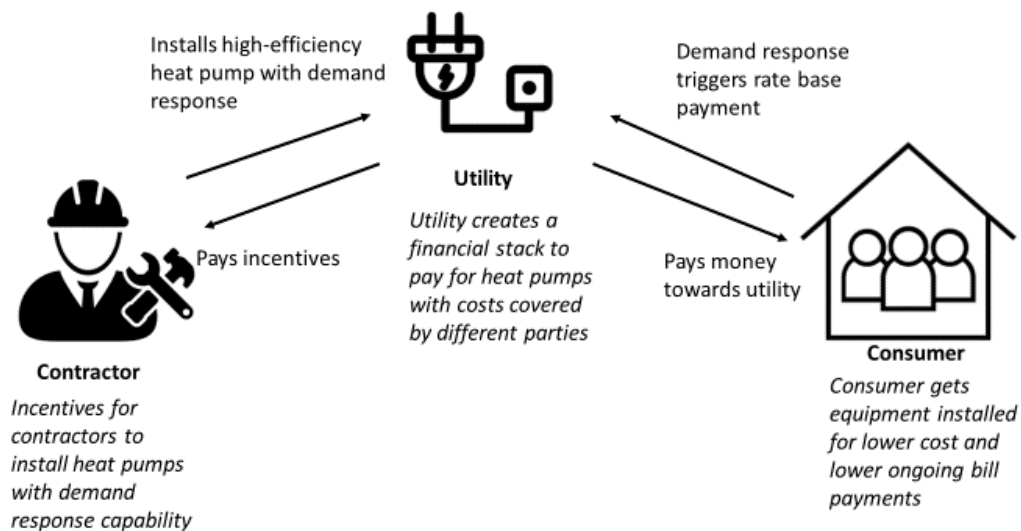 Installs high-efficiency
heat pump with demand
response
Demand response
triggers rate base
payment
Utility
Utility creates a
financial stack to
pay for heat pumps
with costs covered
by different parties
Pays incentives
Pays money
towards utility
Contractor
Incentives for
contractors to
install heat pumps
with demand
response capability
Consumer
Consumer gets
equipment installed
for lower cost and
lower ongoing bill
payments